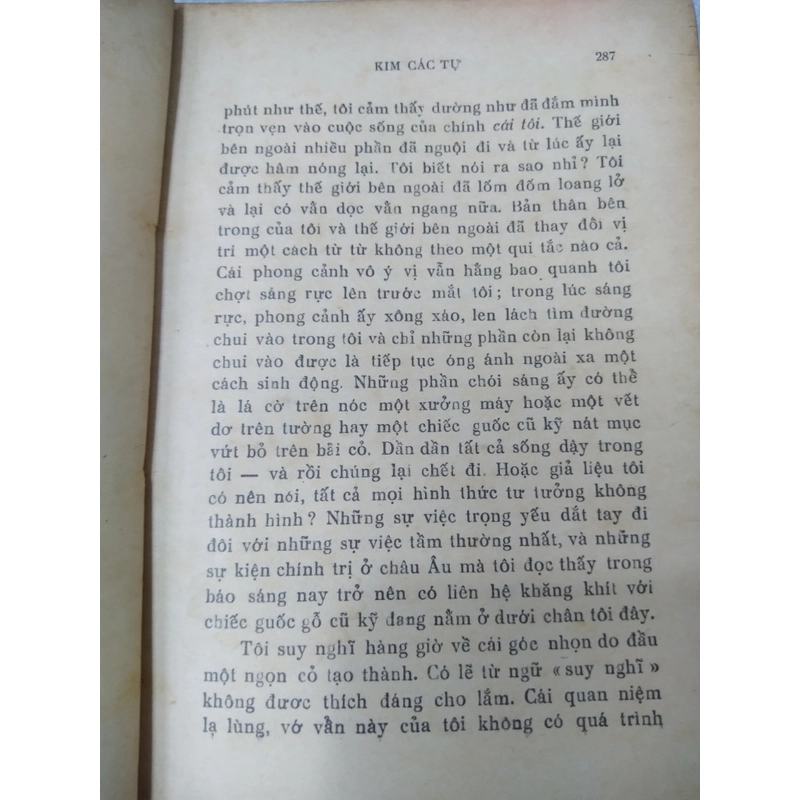 KIM CÁC TỰ 287
phút như thế, tôi cảm thấy dường như đã đắm mình
trọn vẹn vào cuộc sống của chính cái tôi. Thế giới
bên ngoài nhiều phần đã nguội đi và từ lúc ấy lại
được hâm nóng lại. Tôi biết nói ra sao nhỉ ? Tôi
cảm thấy thế giới bên ngoài đã lốm đốm loang lở
và lại có vằn dọc vằn ngang nữa. Bản thân bên
trong của tôi và thế giới bên ngoài đã thay đổi vị
trí một cách từ từ không theo một qui tắc nào cả.
Cái phong cảnh vô ý vị vẫn hằng bao quanh tôi
chợt sáng rực lên trước mắt tôi ; trong lúc sáng
rực, phong cảnh ấy xông xáo, len lách tìm đường
chui vào trong tôi và chỉ những phần còn lại không
chui vào được là tiếp tục óng ánh ngoài xa một
cách sinh động. Những phần chói sáng ấy có thể
là lá cờ trên nóc một xưởng máy hoặc một vết
dơ trên tường hay một chiếc guốc cũ kỹ nát mục
vứt bỏ trên bãi cỏ. Dần dần tất cả sống dậy trong
tôi — và rồi chúng lại chết đi. Hoặc giả liệu tôi
có nên nói, tất cả mọi hình thức tư tưởng không
thành hình ? Những sự việc trọng yếu dắt tay đi
đôi với những sự việc tầm thường nhất, và những
sự kiện chính trị ở châu Âu mà tôi đọc thấy trong
báo sáng nay trở nên có liên hệ khăng khít với
chiếc guốc gỗ cũ kỹ đang nằm ở dưới chân tôi đây.
Tôi suy nghĩ hàng giờ về cái góc nhọn do đầu
một ngọn cỏ tạo thành. Có lẽ từ ngữ « suy nghĩ »
không đươc thích đáng cho lắm. Cái quan niệm
lạ lùng, vớ vẩn này của tôi không có quá trình